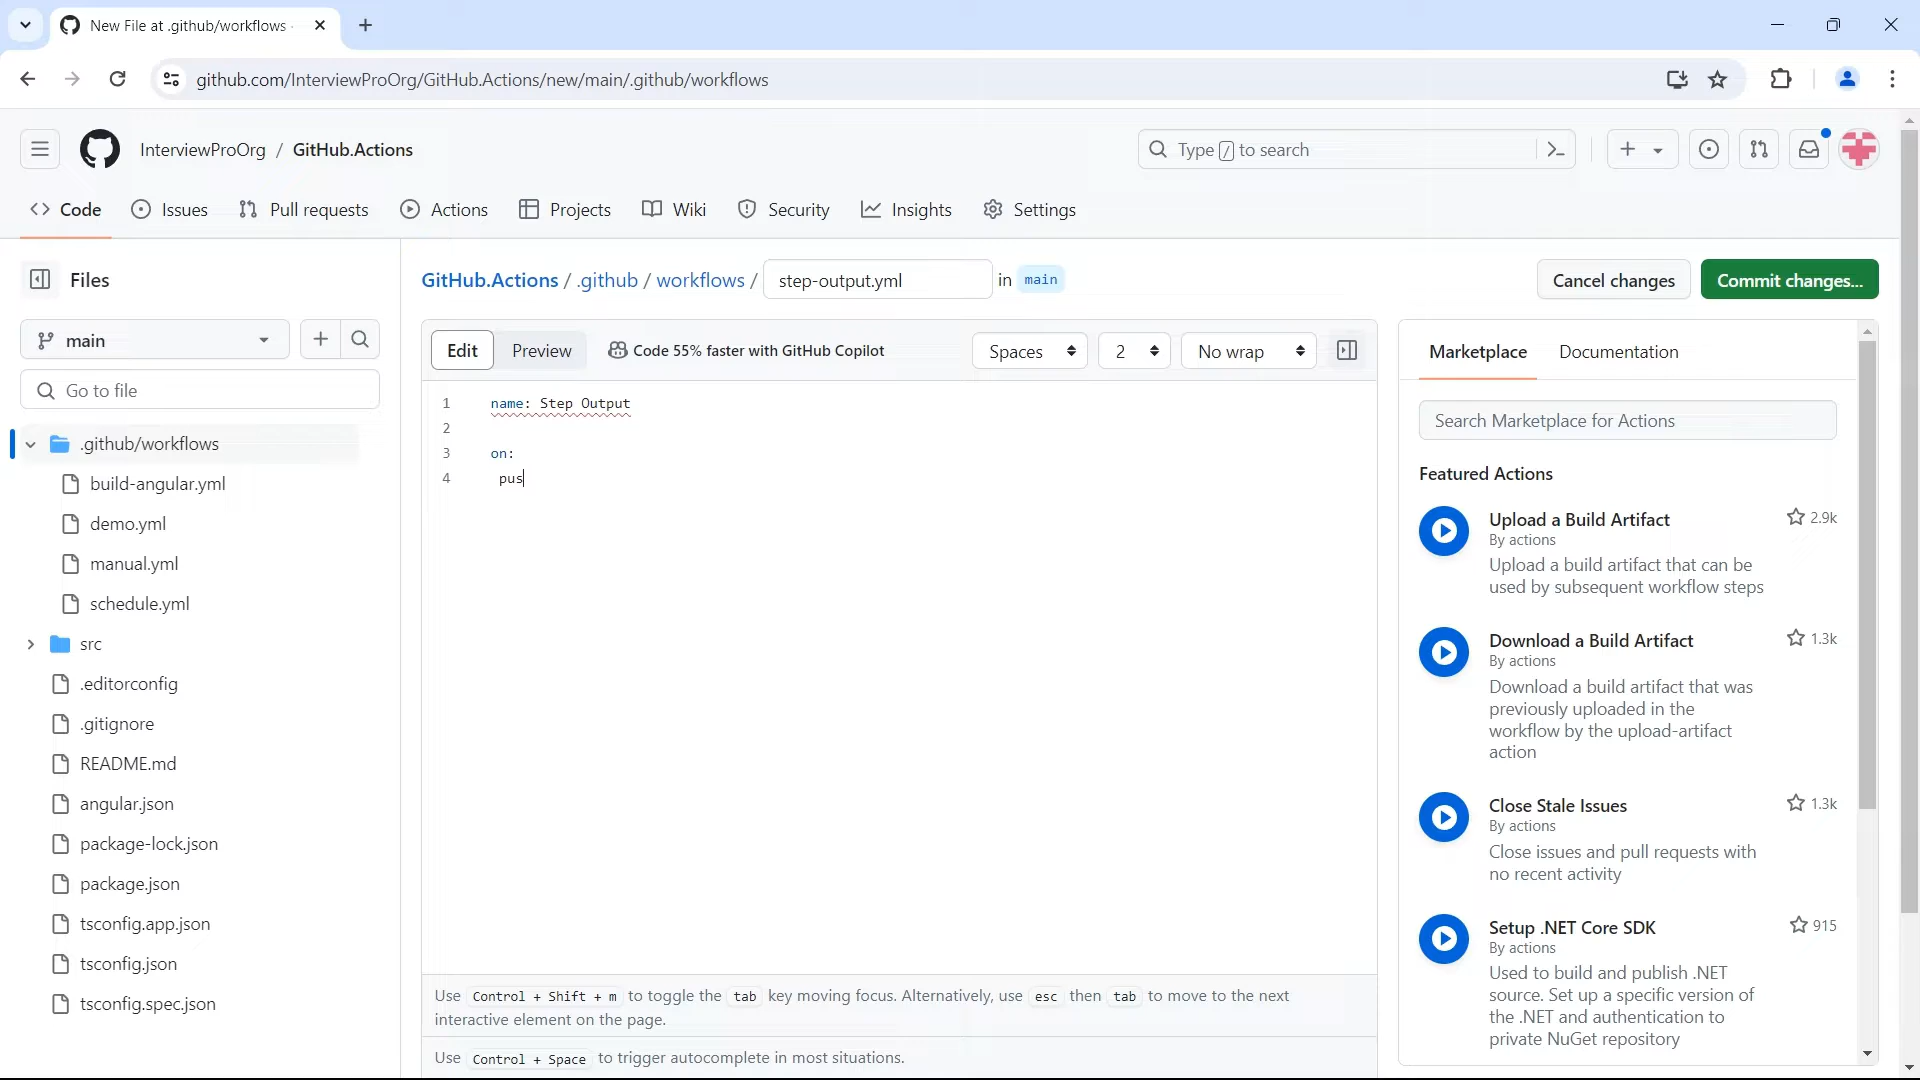 New File at .github/workflows
github.com/InterviewProOrg/GitHub.Actions/new/main/.github/workflows
InterviewProOrg / GitHub.Actions
Type / to search
Code Issues Pull requests Actions Projects Wiki Security Insights Settings
Files
GitHub.Actions / .github / workflows / step-output.yml in main
Cancel changes Commit changes...
main
Go to file
.github/workflows
build-angular.yml
demo.yml
manual.yml
schedule.yml
src
.editorconfig
.gitignore
README.md
angular.json
package-lock.json
package.json
tsconfig.app.json
tsconfig.json
tsconfig.spec.json
Edit Preview Code 55% faster with GitHub Copilot Spaces 2 No wrap
1 name: Step Output
2
3 on:
4 pus
Use Control + Shift + m to toggle the tab key moving focus. Alternatively, use esc then tab to move to the next
interactive element on the page.
Use Control + Space to trigger autocomplete in most situations.
Marketplace Documentation
Search Marketplace for Actions
Featured Actions
Upload a Build Artifact 2.9k
By actions
Upload a build artifact that can be
used by subsequent workflow steps
Download a Build Artifact 1.3k
By actions
Download a build artifact that was
previously uploaded in the
workflow by the upload-artifact
action
Close Stale Issues 1.3k
By actions
Close issues and pull requests with
no recent activity
Setup .NET Core SDK 915
By actions
Used to build and publish .NET
source. Set up a specific version of
the .NET and authentication to
private NuGet repository